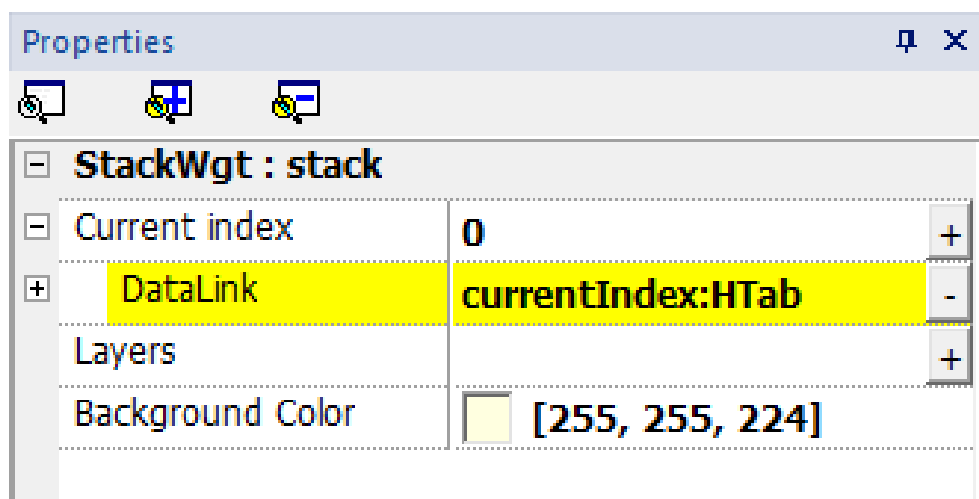 Properties
StackWgt : stack
Current index 0 +
DataLink currentIndex:HTab -
Layers +
Background Color [255, 255, 224]